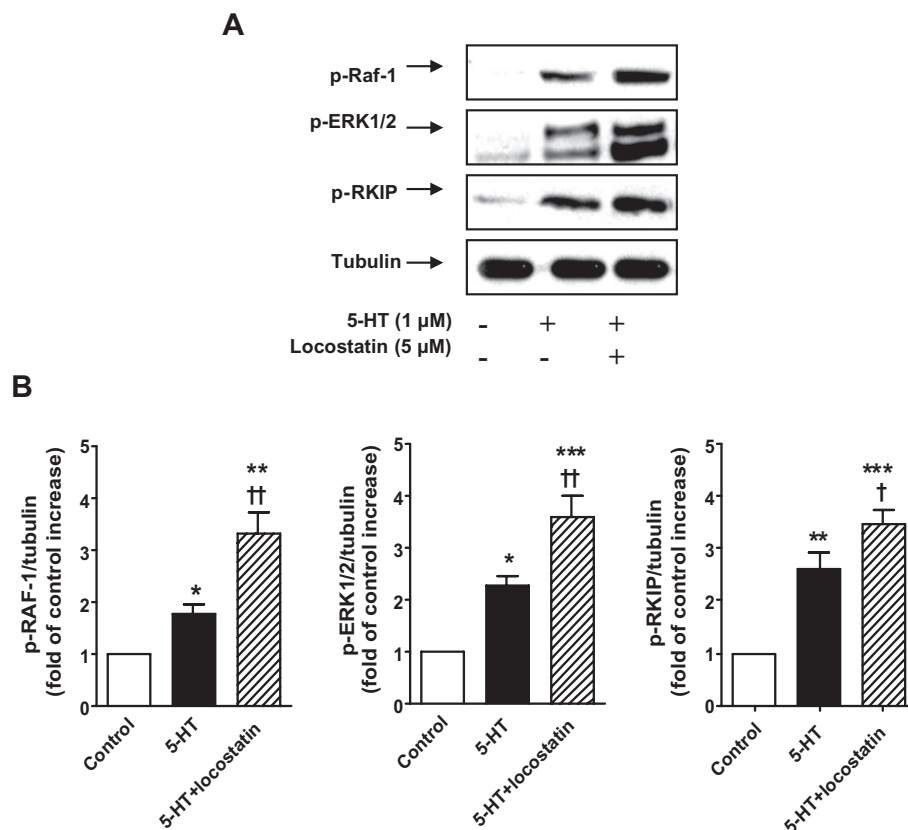 A
p-Raf-1
p-ERK1/2
p-RKIP
Tubulin
5-HT (1 µM) - + +
Locostatin (5 µM) - - +
B
p-RAF-1/tubulin
(fold of control increase)
5
4
3
2
1
0
*
**
††
Control
5-HT
5-HT+locostatin
p-ERK1/2/tubulin
(fold of control increase)
5
4
3
2
1
0
*
***
††
Control
5-HT
5-HT+locostatin
p-RKIP/tubulin
(fold of control increase)
5
4
3
2
1
0
**
***
†
Control
5-HT
5-HT+locostatin